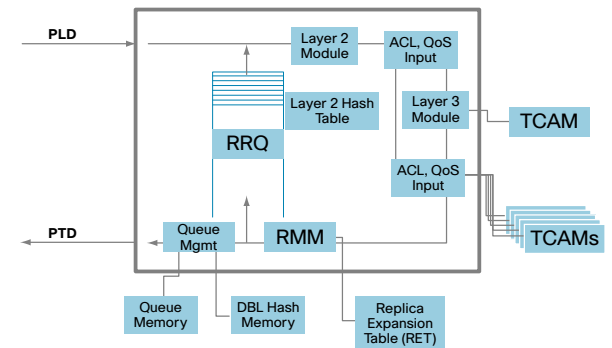 PLD
Layer 2
Module
ACL, QoS
Input
Layer 2 Hash
Table
Layer 3
Module
TCAM
RRQ
ACL, QoS
Input
PTD
Queue
Mgmt
RMM
TCAMs
Queue
Memory
DBL Hash
Memory
Replica
Expansion
Table (RET)